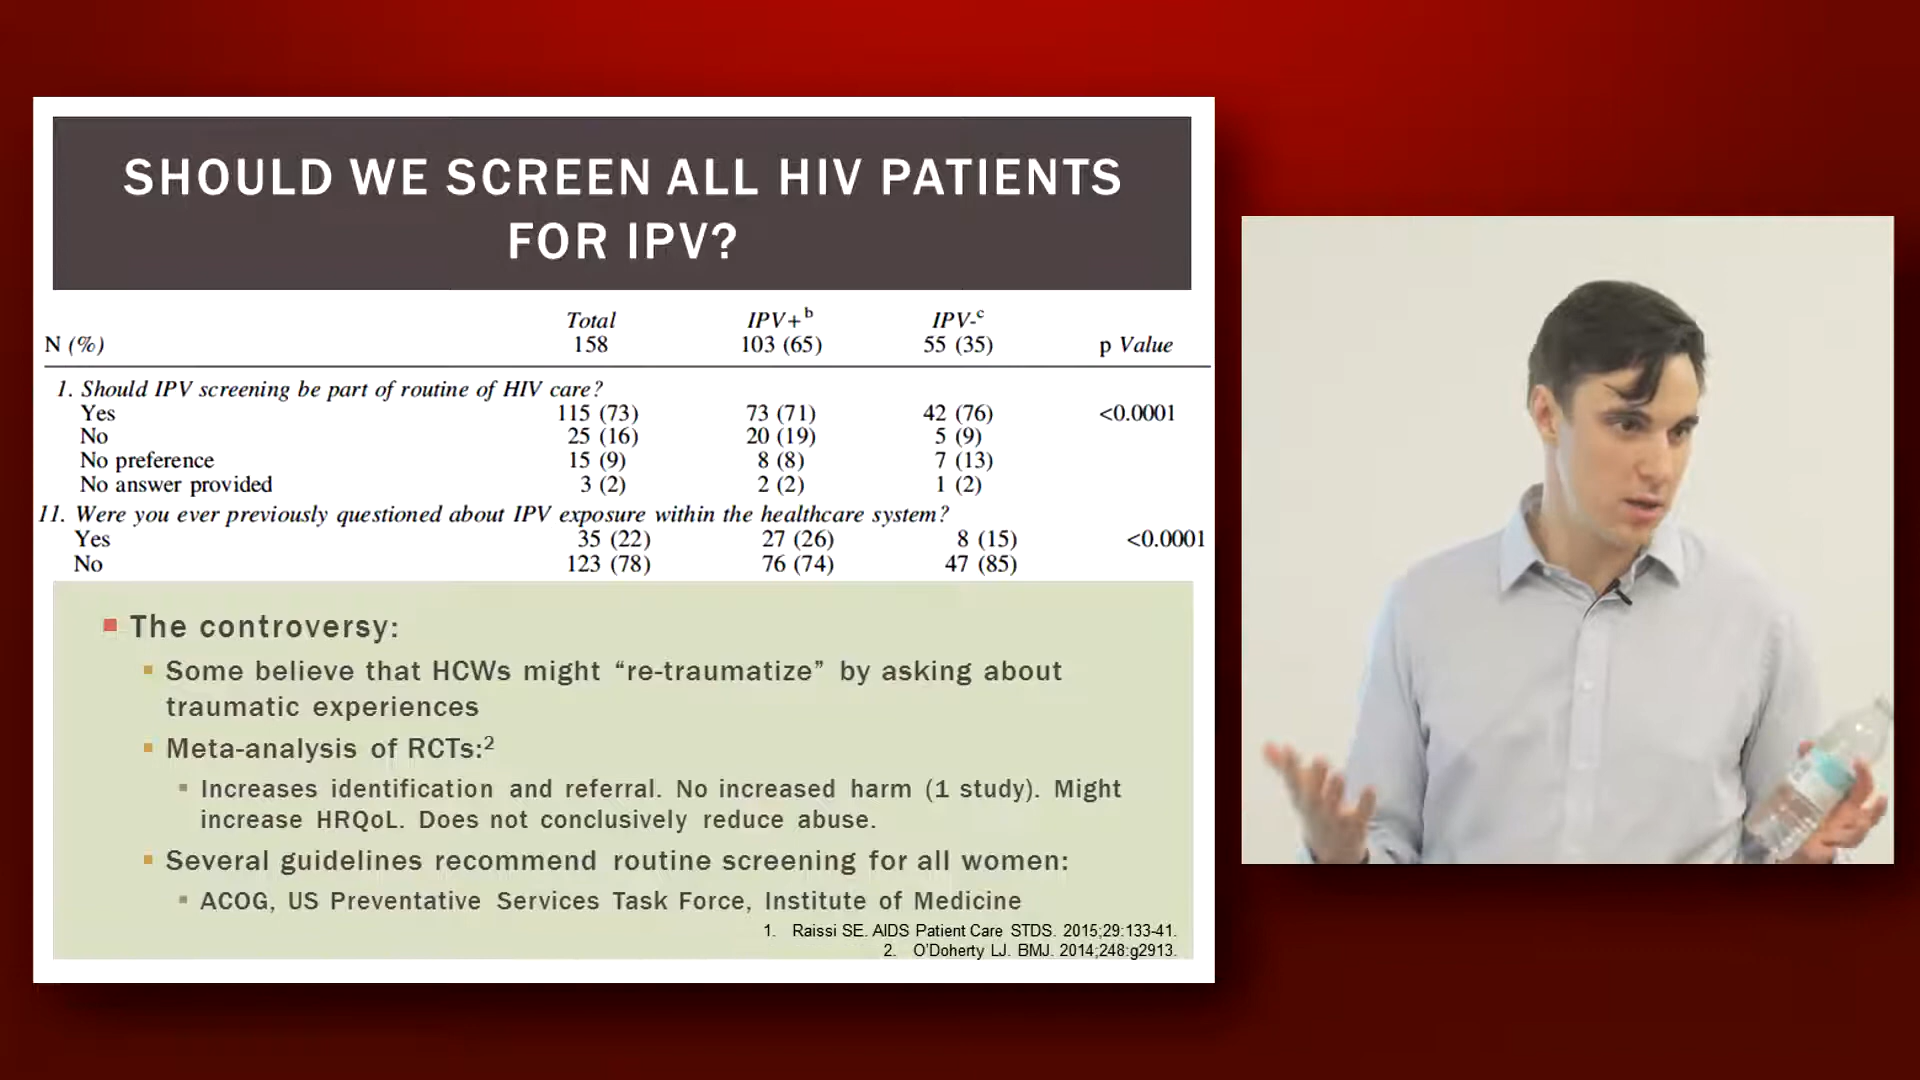 SHOULD WE SCREEN ALL HIV PATIENTS
FOR IPV?
Total IPV+b IPV-c
N (%) 158 103 (65) 55 (35) p Value
1. Should IPV screening be part of routine of HIV care?
Yes 115 (73) 73 (71) 42 (76) <0.0001
No 25 (16) 20 (19) 5 (9)
No preference 15 (9) 8 (8) 7 (13)
No answer provided 3 (2) 2 (2) 1 (2)
11. Were you ever previously questioned about IPV exposure within the healthcare system?
Yes 35 (22) 27 (26) 8 (15) <0.0001
No 123 (78) 76 (74) 47 (85)
The controversy:
Some believe that HCWs might “re-traumatize” by asking about
traumatic experiences
Meta-analysis of RCTs:2
Increases identification and referral. No increased harm (1 study). Might
increase HRQoL. Does not conclusively reduce abuse.
Several guidelines recommend routine screening for all women:
ACOG, US Preventative Services Task Force, Institute of Medicine
1. Raissi SE. AIDS Patient Care STDS. 2015;29:133-41.
2. O'Doherty LJ. BMJ. 2014;248:g2913.